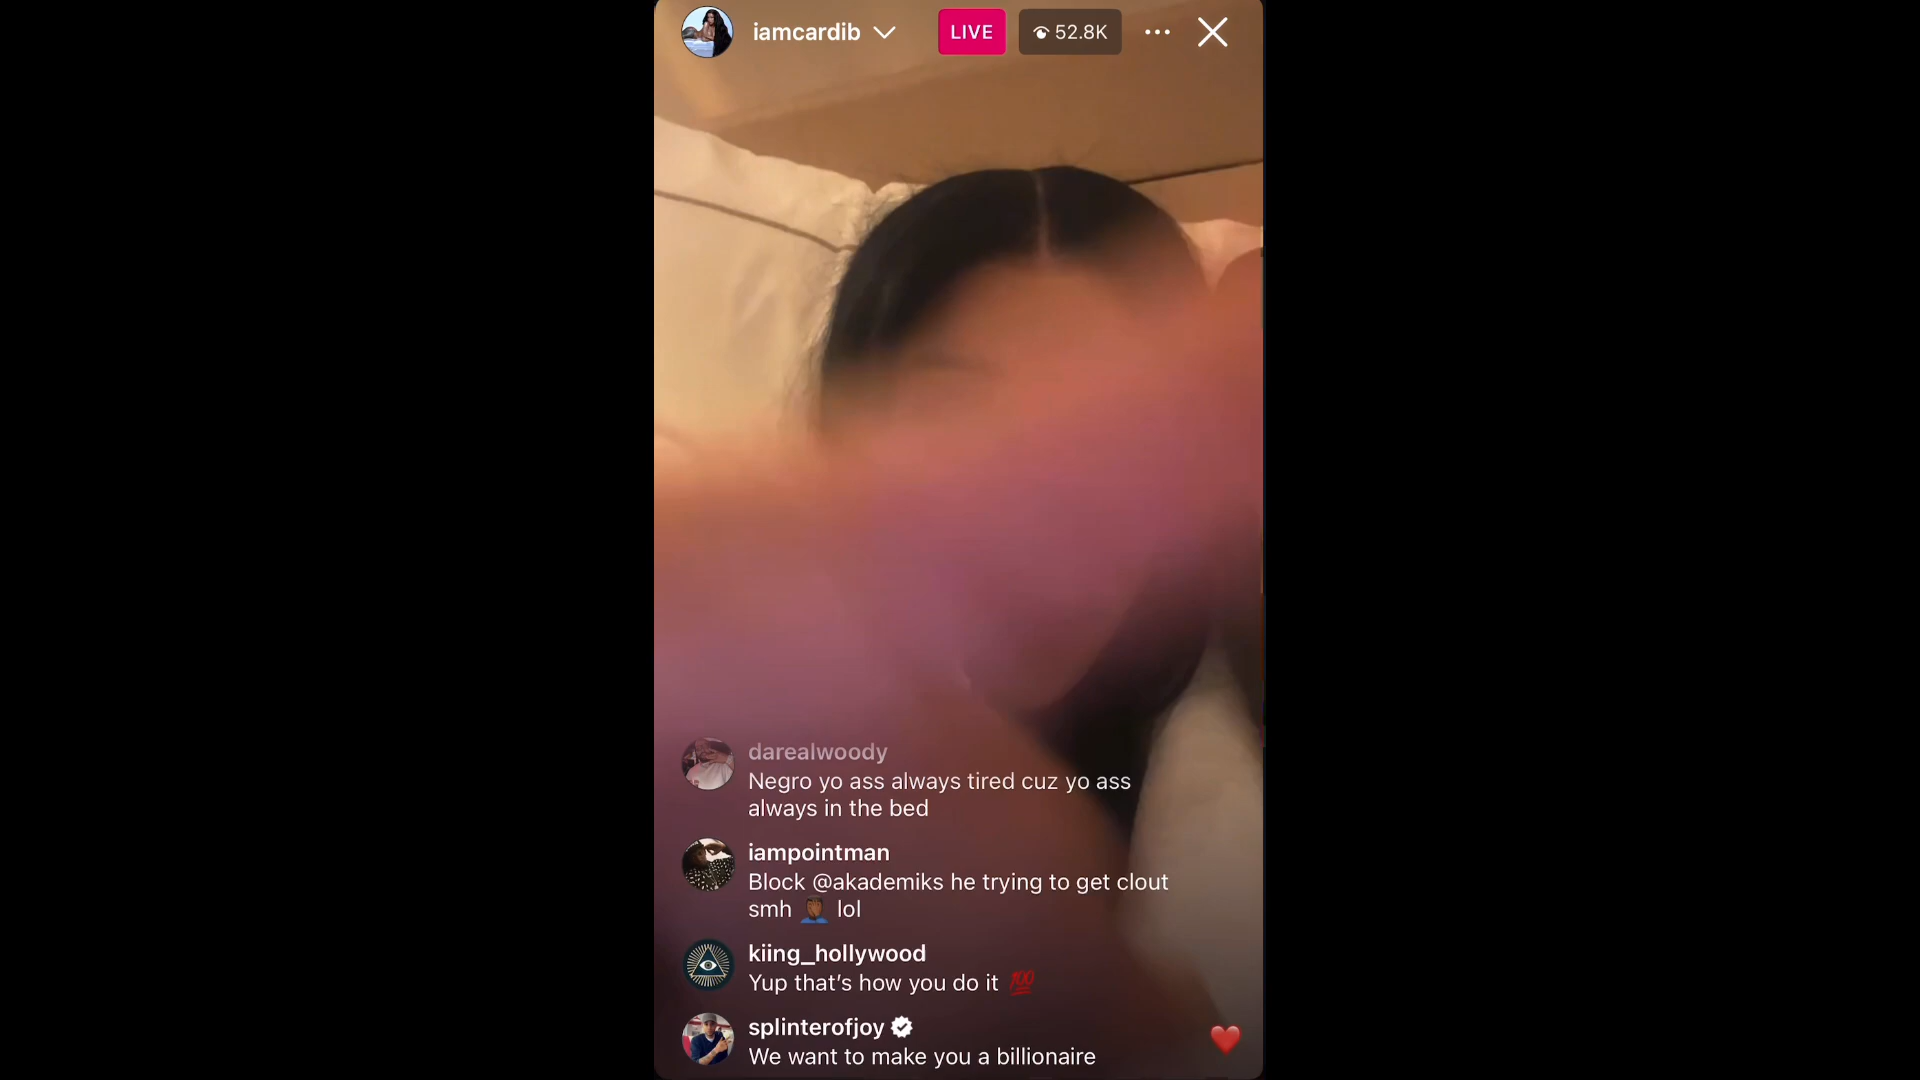 iamcardib LIVE 52.8K
darealwoody
Negro yo ass always tired cuz yo ass
always in the bed
iampointman
Block @akademiks he trying to get clout
smh 🤦🏾‍♂️ lol
kiing_hollywood
Yup that’s how you do it 💯
splinterofjoy
We want to make you a billionaire